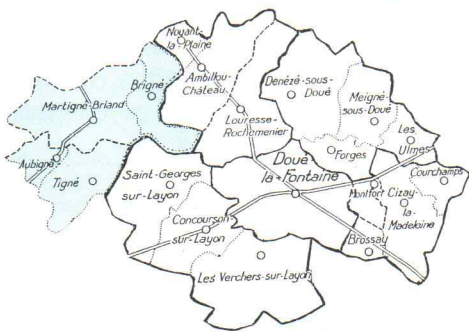 Noyant-
la-Plaine
Ambillou-
Château
Brigné
Martigné-Briand
Denezé-sous-
Doué
Meigné-
sous-Doué
Louresse-
Rochemenier
Les
Ulmes
Aubigné
Tigné
Forges
Doué
la-Fontaine
Saint-Georges
sur-Layon
Courchamps
Montfort
Cizay-
la-
Madeleine
Concourson
sur-Layon
Brossay
Les Verchers-sur-Layon